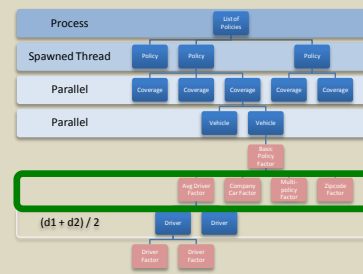 Process
List of
Policies
Spawned Thread
Policy
Policy
Policy
Parallel
Coverage
Coverage
Coverage
Coverage
Coverage
Parallel
Vehicle
Vehicle
Basic
Policy
Factor
Avg Driver
Factor
Company
Car Factor
Multi-
policy
Factor
Zipcode
Factor
(d1 + d2) / 2
Driver
Driver
Driver
Factor
Driver
Factor